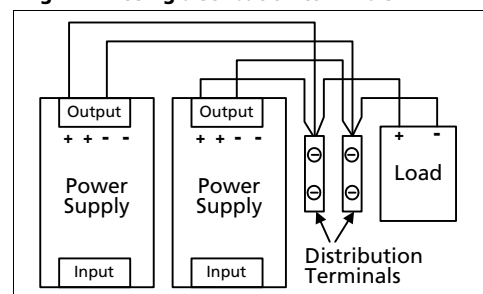 Output
+ + - -
Power
Supply
Input
Output
+ + - -
Power
Supply
Input
+ -
Load
Distribution
Terminals